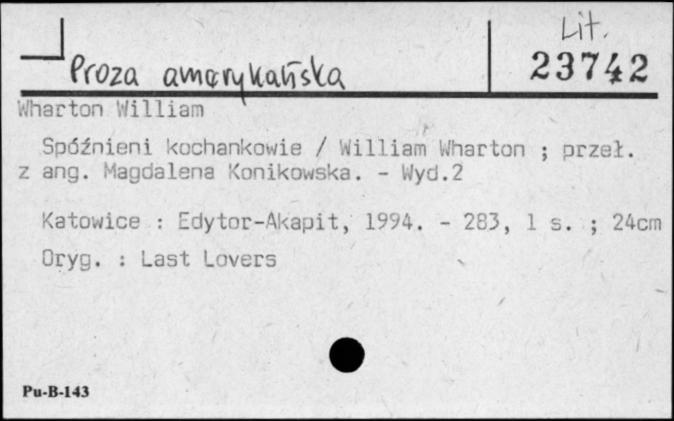 Lit.
Proza amerykańska
23742
Wharton William
Spóźnieni kochankowie / William Wharton ; przeł.
z ang. Magdalena Konikowska. - Wyd.2
Katowice : Edytor-Akapit, 1994. - 283, 1 s. ; 24cm
Oryg. : Last Lovers
Pu-B-143